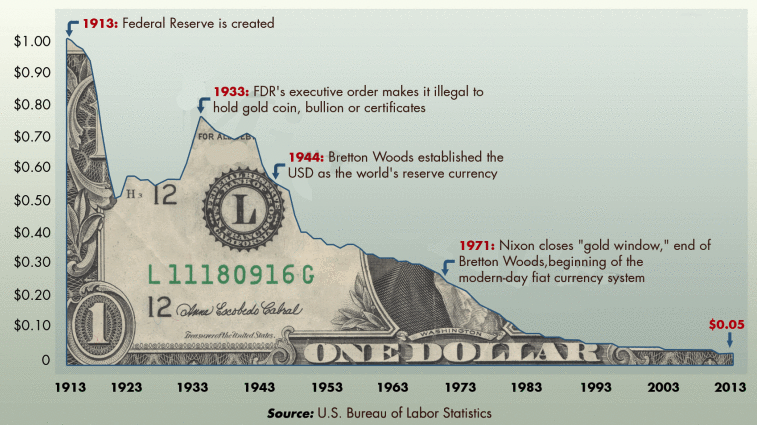 1913: Federal Reserve is created
$1.00
$0.90
$0.80
$0.70
$0.60
$0.50
$0.40
$0.30
$0.20
$0.10
0
1933: FDR's executive order makes it illegal to
hold gold coin, bullion or certificates
FOR ALL DEB
1944: Bretton Woods established the
USD as the world's reserve currency
H 3 12
L
1971: Nixon closes "gold window," end of
Bretton Woods,beginning of the
modern-day fiat currency system
L 11180916 G
12 Anna Escobedo Cabral
Treasurer of the United States.
1
WASHINGTON
ONE DOLLAR
$0.05
1913 1923 1933 1943 1953 1963 1973 1983 1993 2003 2013
Source: U.S. Bureau of Labor Statistics